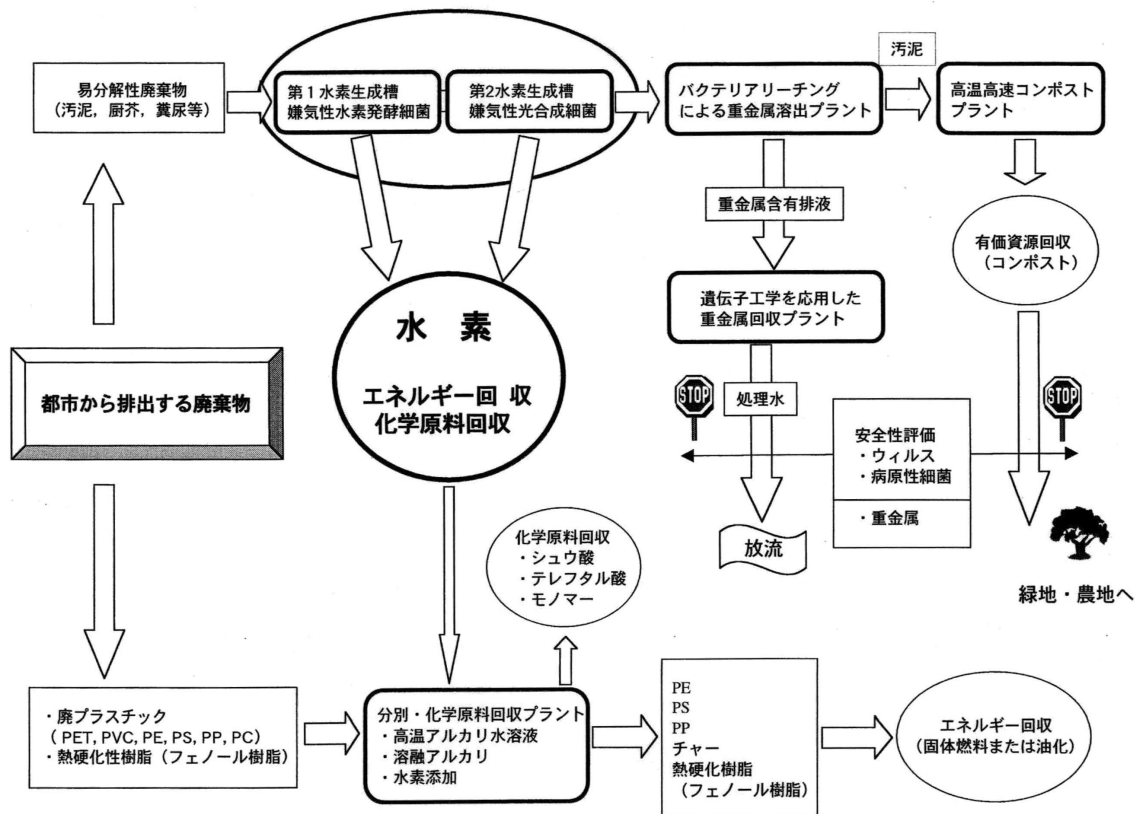 汚泥
易分解性廃棄物
(汚泥，厨芥，糞尿等)
第１水素生成槽
嫌気性水素発酵細菌
第2水素生成槽
嫌気性光合成細菌
バクテリアリーチング
による重金属溶出プラント
高温高速コンポスト
プラント
重金属含有排液
有価資源回収
（コンポスト）
遺伝子工学を応用した
重金属回収プラント
水 素
エネルギー回 収
化学原料回収
都市から排出する廃棄物
STOP
処理水
STOP
安全性評価
・ウィルス
・病原性細菌
・重金属
放流
緑地・農地へ
化学原料回収
・シュウ酸
・テレフタル酸
・モノマー
・廃プラスチック
( PET, PVC, PE, PS, PP, PC)
・熱硬化性樹脂（フェノール樹脂）
分別・化学原料回収プラント
・高温アルカリ水溶液
・溶融アルカリ
・水素添加
PE
PS
PP
チャー
熱硬化樹脂
（フェノール樹脂）
エネルギー回収
(固体燃料または油化)